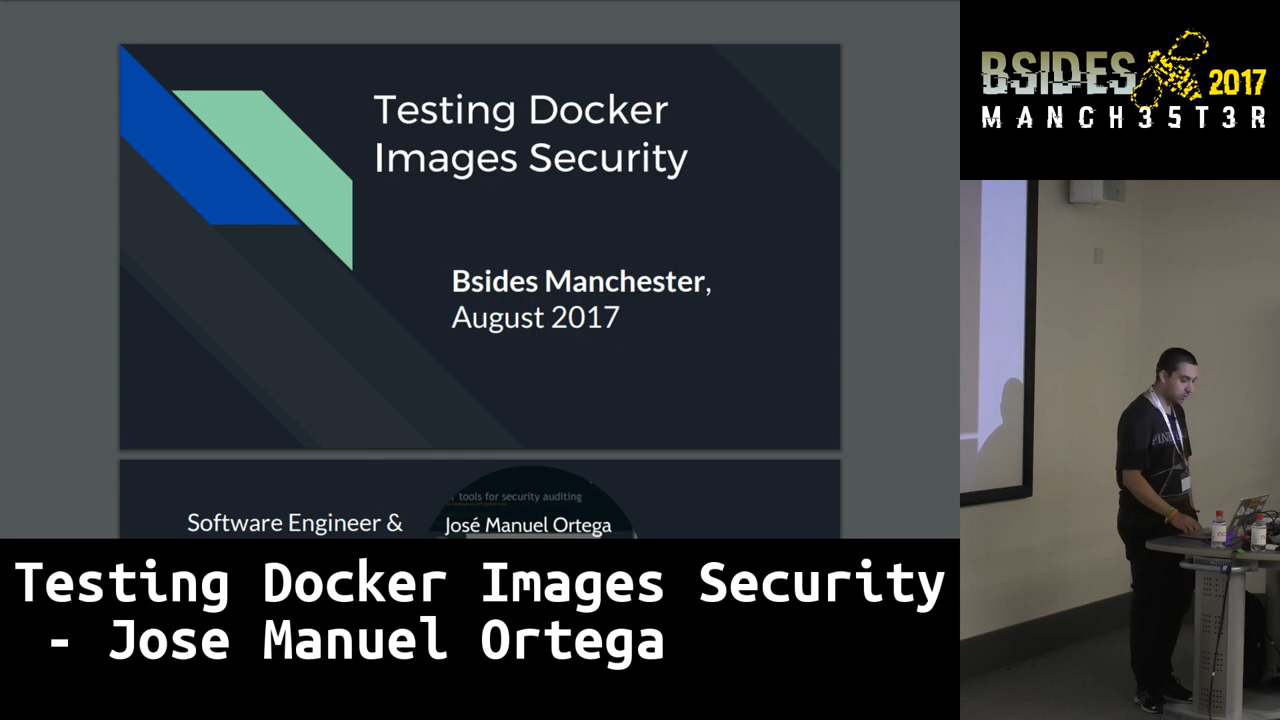 Testing Docker
Images Security
Bsides Manchester,
August 2017
tools for security auditing
Software Engineer &
José Manuel Ortega
Testing Docker Images Security
- Jose Manuel Ortega
BSIDES 2017
MANCH35T3R